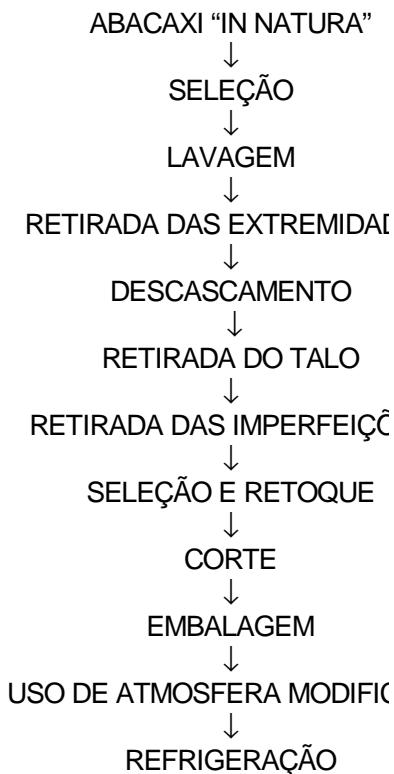 ABACAXI “IN NATURA”
↓
SELEÇÃO
↓
LAVAGEM
↓
RETIRADA DAS EXTREMIDAD
↓
DESCASCAMENTO
↓
RETIRADA DO TALO
↓
RETIRADA DAS IMPERFEIÇÕ
↓
SELEÇÃO E RETOQUE
↓
CORTE
↓
EMBALAGEM
↓
USO DE ATMOSFERA MODIFIC
↓
REFRIGERAÇÃO